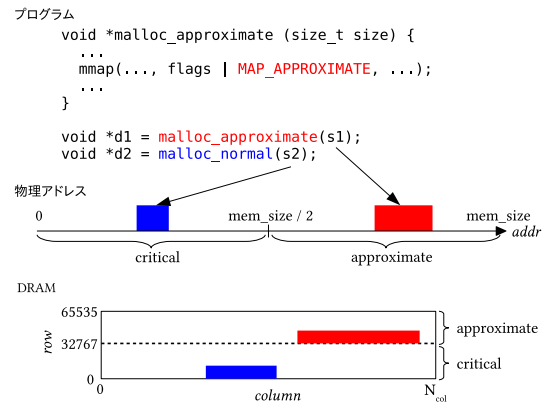 プログラム
void *malloc_approximate (size_t size) {
...
mmap(..., flags | MAP_APPROXIMATE, ...);
...
}
void *d1 = malloc_approximate(s1);
void *d2 = malloc_normal(s2);
物理アドレス
0 mem_size / 2 mem_size
addr
critical approximate
DRAM
65535
approximate
row
32767
critical
0
0 column N_col